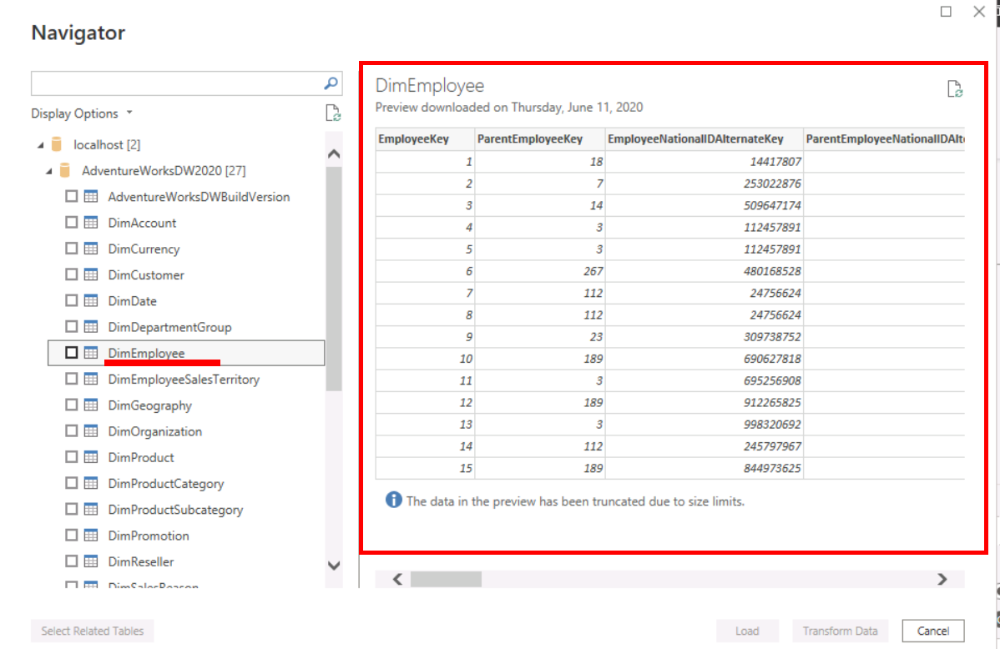 Navigator
Display Options
localhost [2]
AdventureWorksDW2020 [27]
AdventureWorksDWBuildVersion
DimAccount
DimCurrency
DimCustomer
DimDate
DimDepartmentGroup
DimEmployee
DimEmployeeSalesTerritory
DimGeography
DimOrganization
DimProduct
DimProductCategory
DimProductSubcategory
DimPromotion
DimReseller
DimSalesReason
DimEmployee
Preview downloaded on Thursday, June 11, 2020
EmployeeKey ParentEmployeeKey EmployeeNationalIDAlternateKey ParentEmployeeNationalIDAlte
1 18 14417807
2 7 253022876
3 14 509647174
4 3 112457891
5 3 112457891
6 267 480168528
7 112 24756624
8 112 24756624
9 23 309738752
10 189 690627818
11 3 695256908
12 189 912265825
13 3 998320692
14 112 245797967
15 189 844973625
The data in the preview has been truncated due to size limits.
Select Related Tables
Load Transform Data Cancel